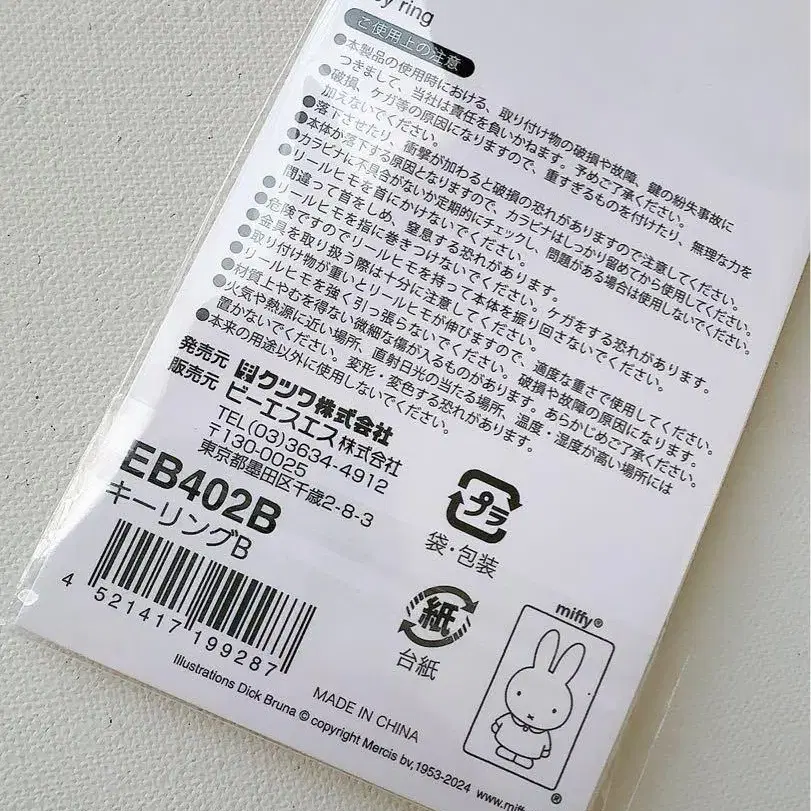 y ring
ご使用上の注意
●本製品の使用時における、取り付け物の破損や故障、鍵の紛失事故に
つきまして、当社は責任を負いかねます。予めご了承ください。
●破損、ケガ等の原因になりますので、重すぎるものを付けたり、無理な力を
加えないでください。
●落下させたり、衝撃が加わると破損の恐れがありますので注意してください。
●本体が落下する原因となりますので、カラビナはしっかり留めてから使用してください。
●カラビナに不具合がないか定期的にチェックし、問題がある場合は使用しないでください。
●リールヒモを首にかけないでください。
間違って首をしめ、窒息する恐れがあります。
●リールヒモを指に巻きつけないでください。ケガをする恐れがあります。
●危険ですのでリールヒモを持って本体を振り回さないでください。
●金具を取り扱う際は十分に注意してください。
●取り付け物が重いとリールヒモが伸びますので、適度な重さで使用してください。
●リールヒモを強く引っ張らないでください。破損や故障の原因になります。
●材質上やむを得ない微細な傷が入るものがあります。あらかじめご了承ください。
●火気や熱源に近い場所、直射日光の当たる場所、温度・湿度が高い場所には
置かないでください。変形・変色する恐れがあります。
●本来の用途以外に使用しないでください。
発売元 クツワ株式会社
販売元 ビーエスエス株式会社
TEL(03)3634-4912
〒130-0025
東京都墨田区千歳2-8-3
EB402B
キーリングB
4 521417 199287
プラ
袋・包装
紙
台紙
miffy®
Illustrations Dick Bruna © copyright Mercis bv,1953-2024 www.miffy
MADE IN CHINA
®